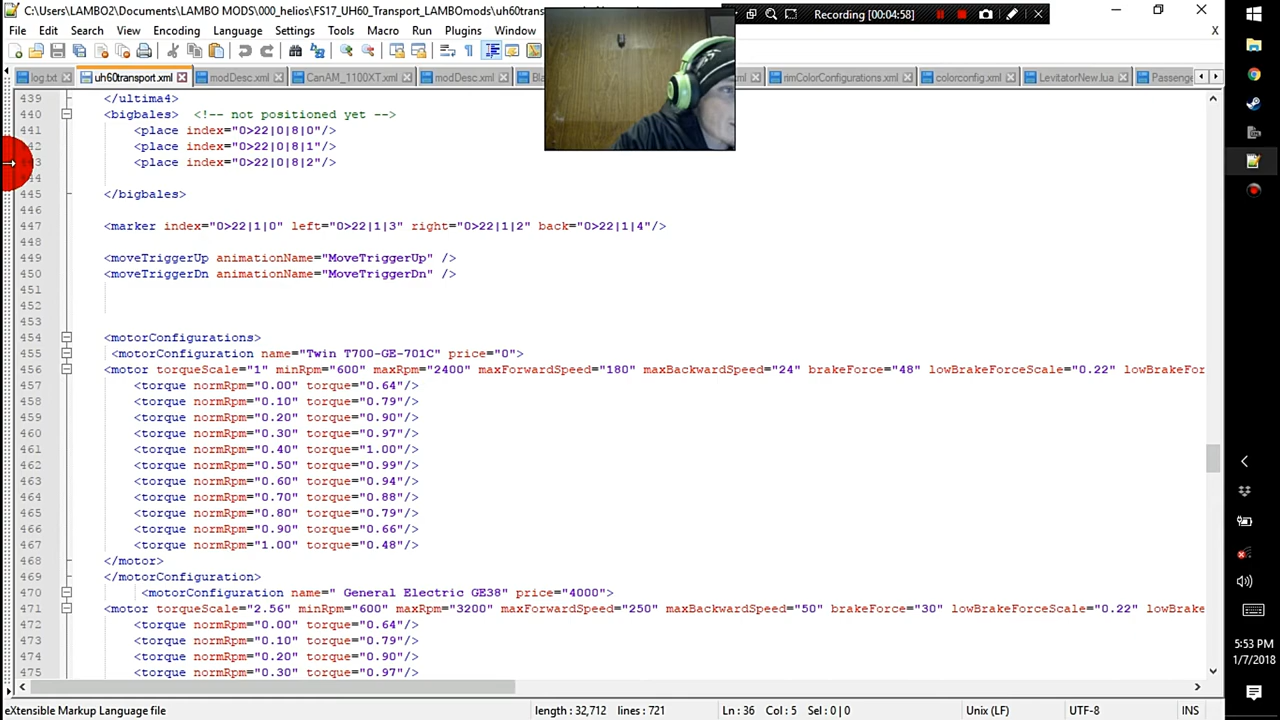 C:\Users\LAMBO2\Documents\LAMBO MODS\000_helios\FS17_UH60_Transport_LAMBOmods\uh60trans
Recording [00:04:58]
File Edit Search View Encoding Language Settings Tools Macro Run Plugins Window
X
log.txt uh60transport.xml modDesc.xml CanAM_1100XT.xml modDesc.xml rimColorConfigurations.xml colorconfig.xml LevitatorNew.lua Passenge
439 </ultima4>
440 <bigbales> <!-- not positioned yet -->
441 <place index="0>22|0|8|0"/>
442 <place index="0>22|0|8|1"/>
443 <place index="0>22|0|8|2"/>
444
445 </bigbales>
446
447 <marker index="0>22|1|0" left="0>22|1|3" right="0>22|1|2" back="0>22|1|4"/>
448
449 <moveTriggerUp animationName="MoveTriggerUp" />
450 <moveTriggerDn animationName="MoveTriggerDn" />
451
452
453
454 <motorConfigurations>
455 <motorConfiguration name="Twin T700-GE-701C" price="0">
456 <motor torqueScale="1" minRpm="600" maxRpm="2400" maxForwardSpeed="180" maxBackwardSpeed="24" brakeForce="48" lowBrakeForceScale="0.22" lowBrakeFor
457 <torque normRpm="0.00" torque="0.64"/>
458 <torque normRpm="0.10" torque="0.79"/>
459 <torque normRpm="0.20" torque="0.90"/>
460 <torque normRpm="0.30" torque="0.97"/>
461 <torque normRpm="0.40" torque="1.00"/>
462 <torque normRpm="0.50" torque="0.99"/>
463 <torque normRpm="0.60" torque="0.94"/>
464 <torque normRpm="0.70" torque="0.88"/>
465 <torque normRpm="0.80" torque="0.79"/>
466 <torque normRpm="0.90" torque="0.66"/>
467 <torque normRpm="1.00" torque="0.48"/>
468 </motor>
469 </motorConfiguration>
470 <motorConfiguration name=" General Electric GE38" price="4000">
471 <motor torqueScale="2.56" minRpm="600" maxRpm="3200" maxForwardSpeed="250" maxBackwardSpeed="50" brakeForce="30" lowBrakeForceScale="0.22" lowBrake
472 <torque normRpm="0.00" torque="0.64"/>
473 <torque normRpm="0.10" torque="0.79"/>
474 <torque normRpm="0.20" torque="0.90"/>
475 <torque normRpm="0.30" torque="0.97"/>
eXtensible Markup Language file length : 32,712 lines : 721 Ln : 36 Col : 5 Sel : 0 | 0 Unix (LF) UTF-8 INS
5:53 PM
1/7/2018